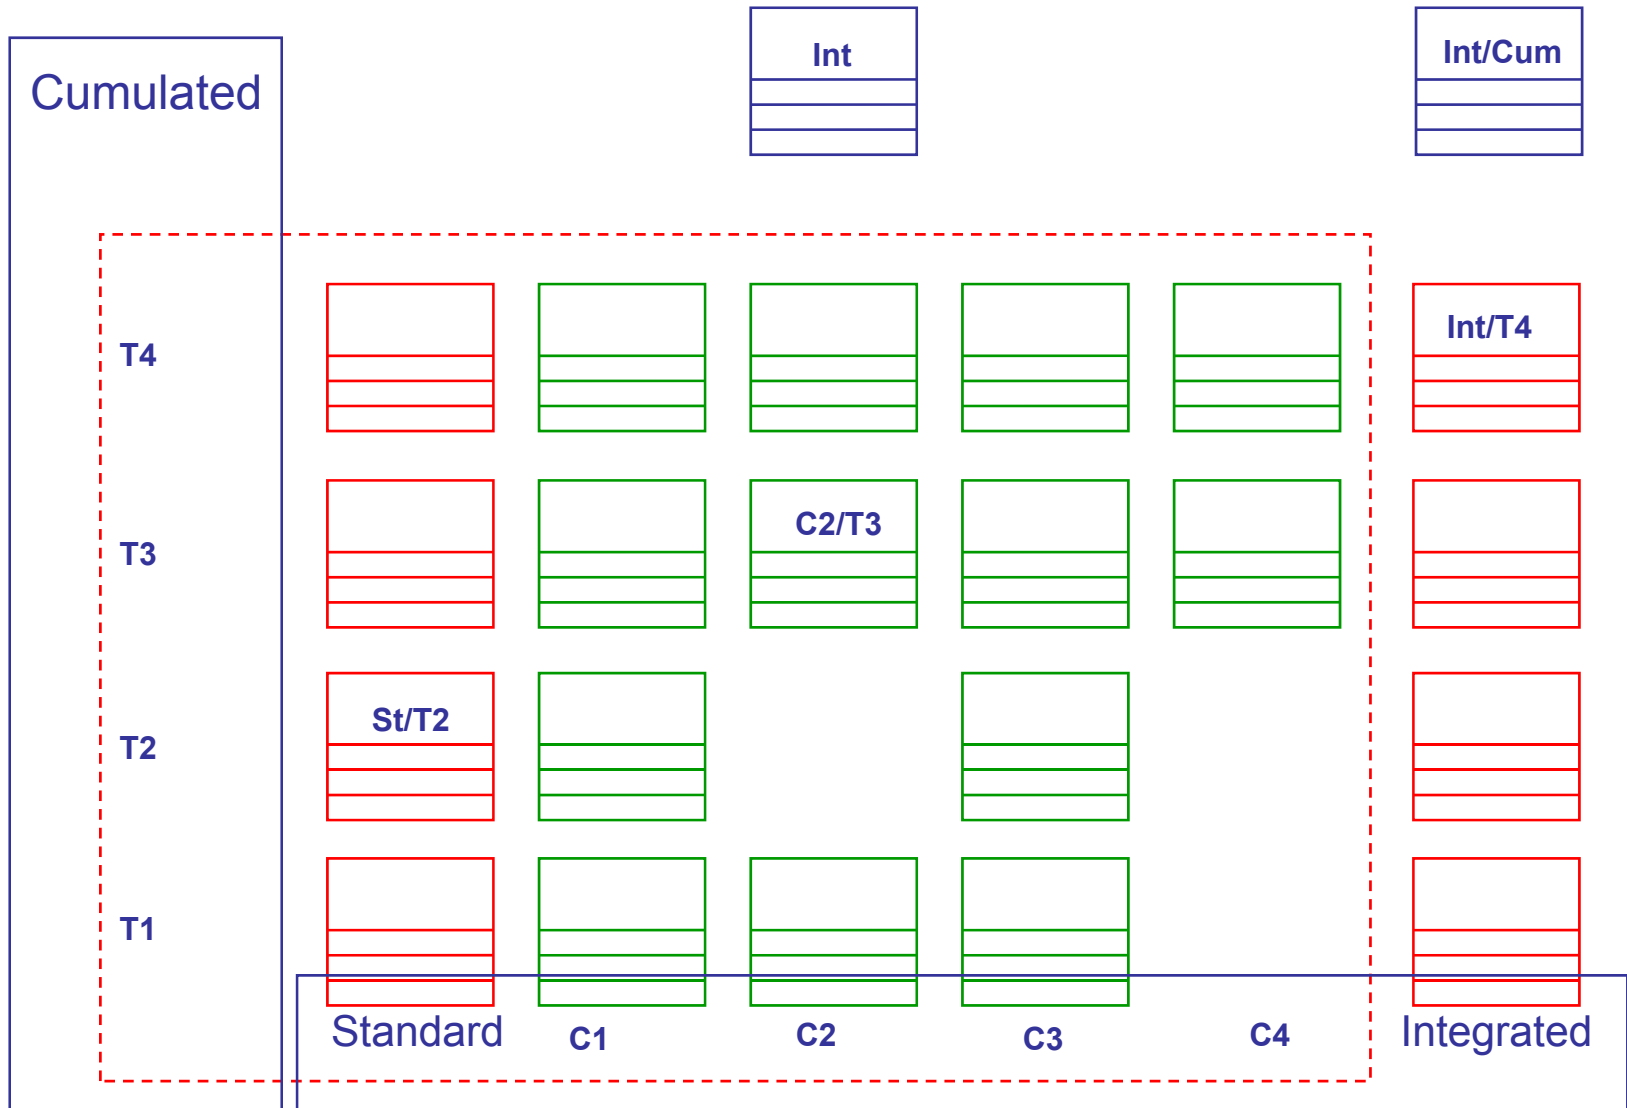 Int
Int/Cum
Cumulated
T4
Int/T4
T3
C2/T3
T2
St/T2
T1
Standard
C1
C2
C3
C4
Integrated